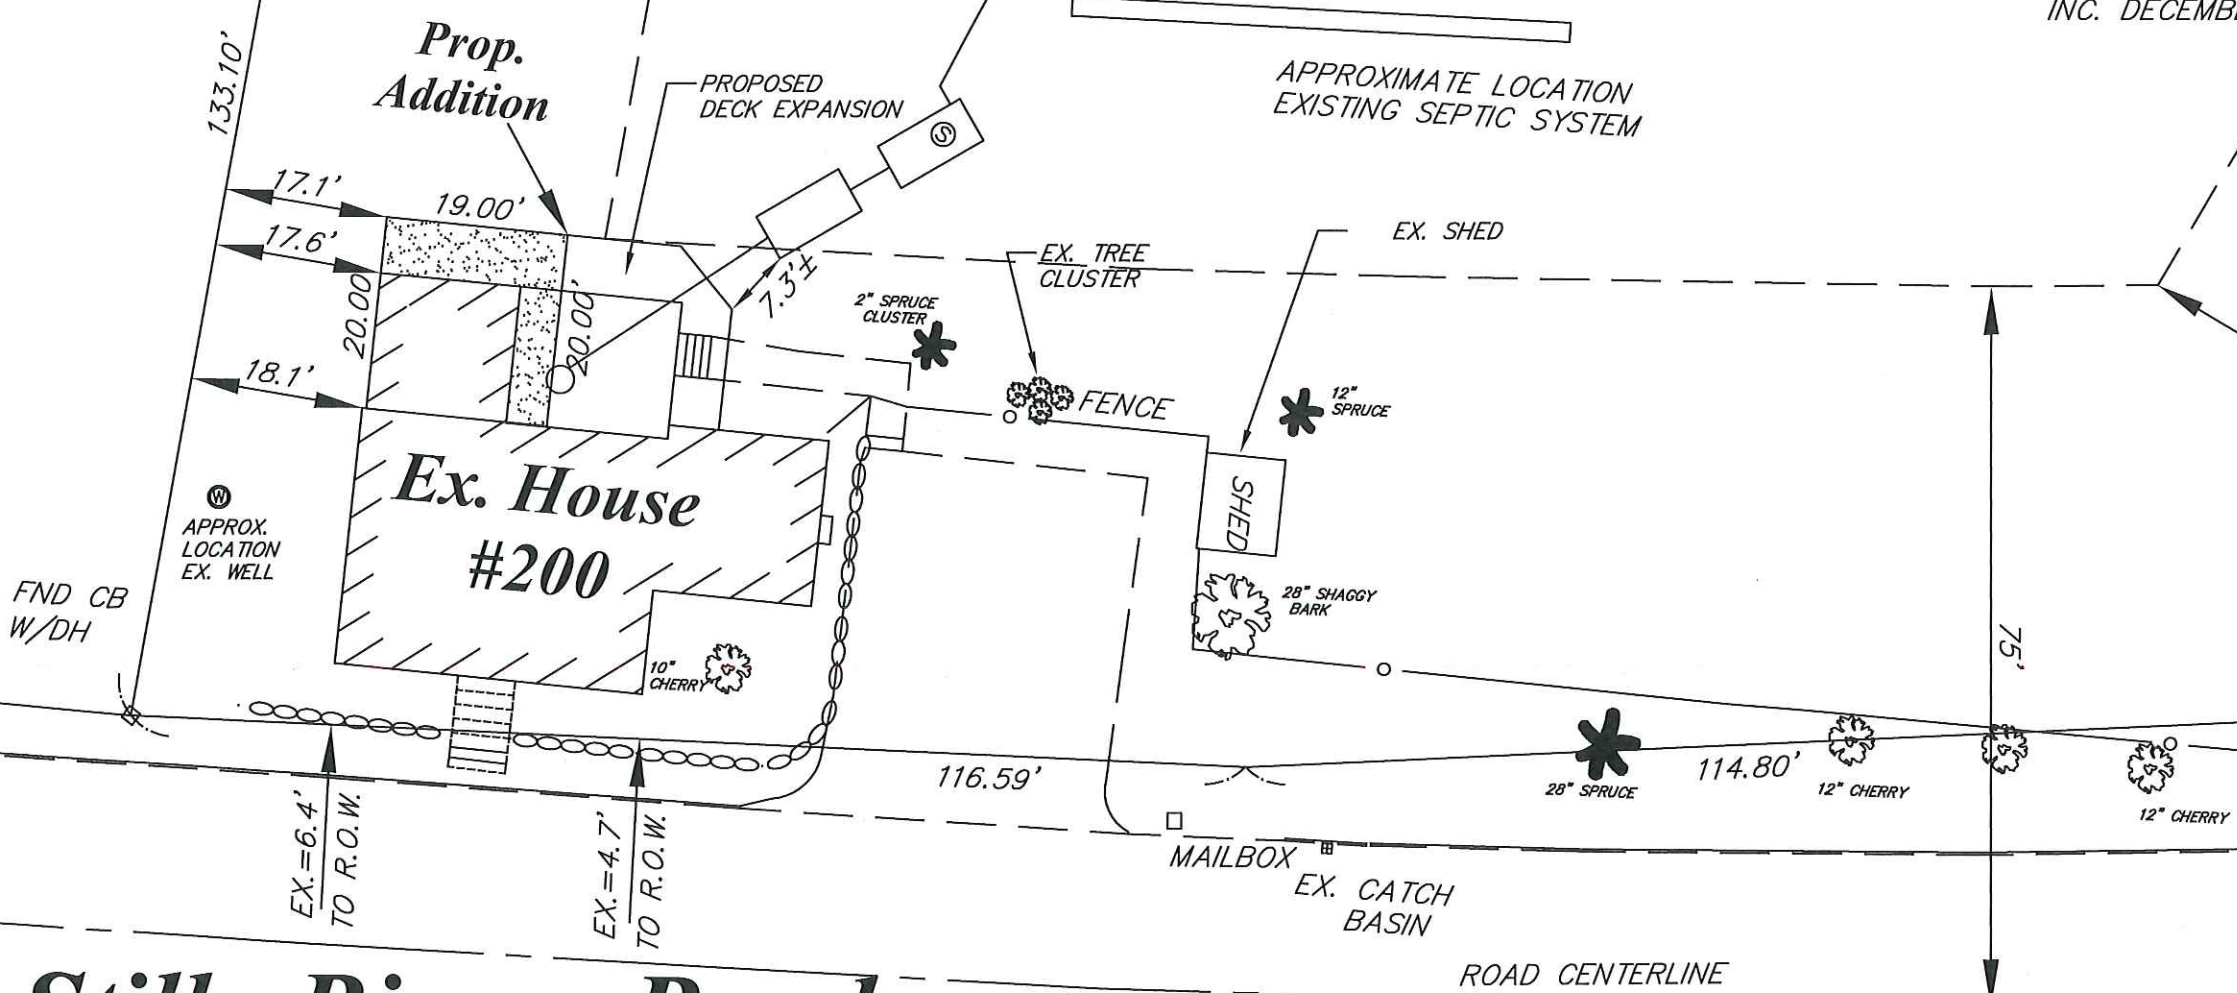 INC. DECEMB
133.10'
Prop.
Addition
PROPOSED
DECK EXPANSION
S
APPROXIMATE LOCATION
EXISTING SEPTIC SYSTEM
17.1'
19.00'
17.6'
20.00'
20.00'
7.3'±
18.1'
EX. TREE
CLUSTER
EX. SHED
2" SPRUCE
CLUSTER
FENCE
12"
SPRUCE
SHED
Ex. House
#200
W
APPROX.
LOCATION
EX. WELL
FND CB
W/DH
28" SHAGGY
BARK
10"
CHERRY
75'
116.59'
114.80'
28" SPRUCE
12" CHERRY
12" CHERRY
EX.=6.4'
TO R.O.W.
EX.=4.7'
TO R.O.W.
MAILBOX
EX. CATCH
BASIN
ROAD CENTERLINE
Still River Road